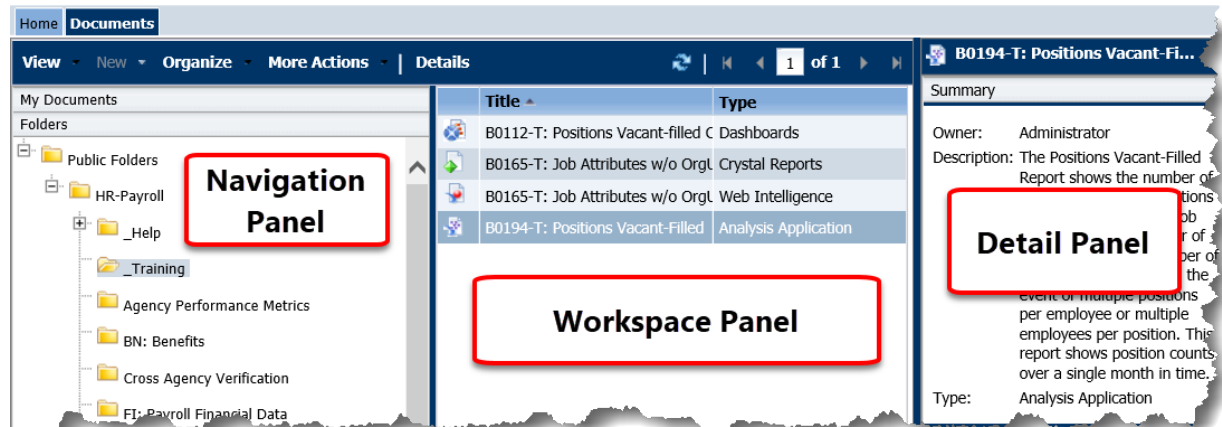 Home Documents
View New Organize More Actions | Details
1 of 1
My Documents
Folders
Public Folders
HR-Payroll
_Help
_Training
Agency Performance Metrics
BN: Benefits
Cross Agency Verification
FI: Payroll Financial Data
Navigation
Panel
Title Type
B0112-T: Positions Vacant-filled C Dashboards
B0165-T: Job Attributes w/o OrgU Crystal Reports
B0165-T: Job Attributes w/o OrgU Web Intelligence
B0194-T: Positions Vacant-Filled Analysis Application
Workspace Panel
B0194-T: Positions Vacant-Fi...
Summary
Owner: Administrator
Description: The Positions Vacant-Filled
Report shows the number of
Detail Panel
the
event of multiple positions
per employee or multiple
employees per position. This
report shows position counts
over a single month in time.
Type: Analysis Application